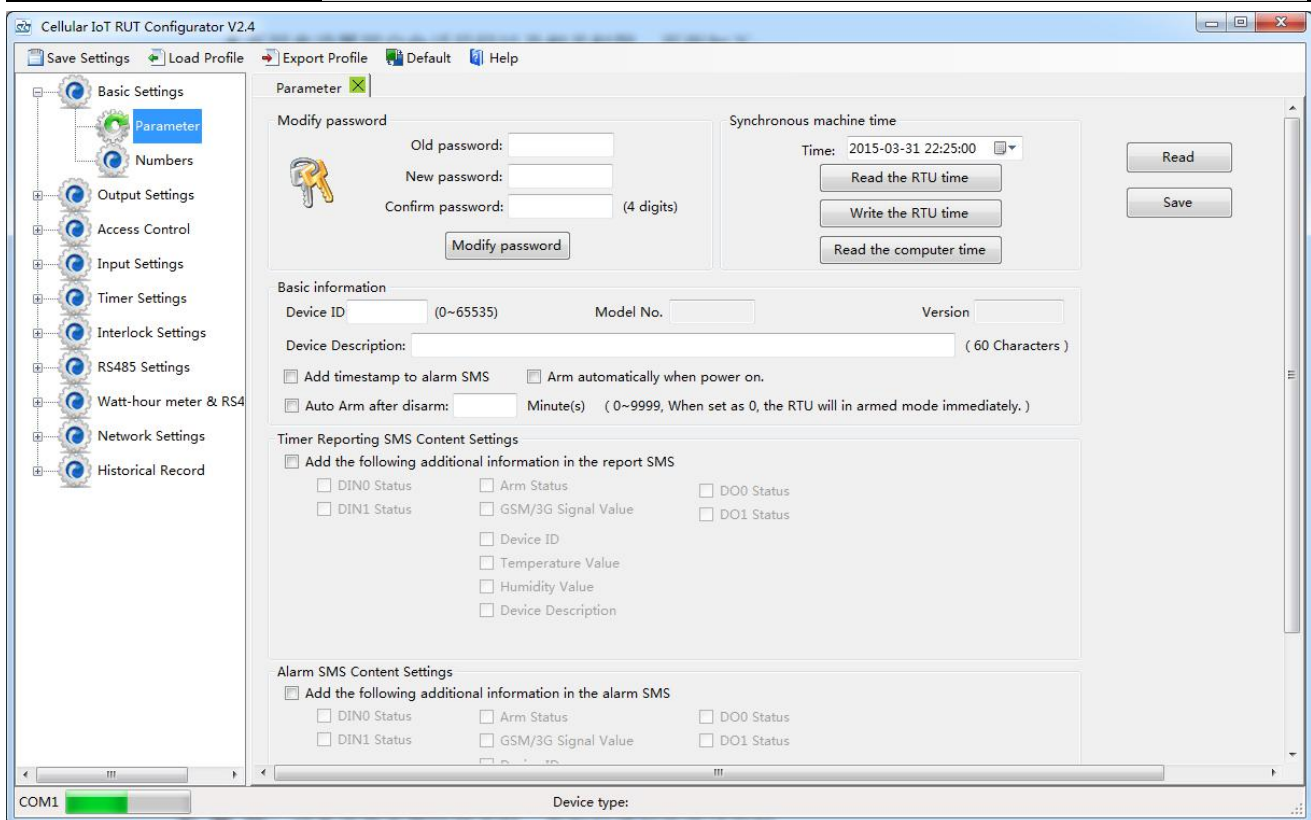 Cellular IoT RUT Configurator V2.4
Save Settings Load Profile Export Profile Default Help
Basic Settings
Parameter
Numbers
Output Settings
Access Control
Input Settings
Timer Settings
Interlock Settings
RS485 Settings
Watt-hour meter & RS4
Network Settings
Historical Record
Parameter
Modify password
Old password:
New password:
Confirm password: (4 digits)
Modify password
Synchronous machine time
Time: 2015-03-31 22:25:00
Read the RTU time
Write the RTU time
Read the computer time
Read
Save
Basic information
Device ID (0~65535) Model No. Version
Device Description: ( 60 Characters )
Add timestamp to alarm SMS Arm automatically when power on.
Auto Arm after disarm: Minute(s) ( 0~9999, When set as 0, the RTU will in armed mode immediately. )
Timer Reporting SMS Content Settings
Add the following additional information in the report SMS
DIN0 Status Arm Status DO0 Status
DIN1 Status GSM/3G Signal Value DO1 Status
Device ID
Temperature Value
Humidity Value
Device Description
Alarm SMS Content Settings
Add the following additional information in the alarm SMS
DIN0 Status Arm Status DO0 Status
DIN1 Status GSM/3G Signal Value DO1 Status
COM1 Device type: